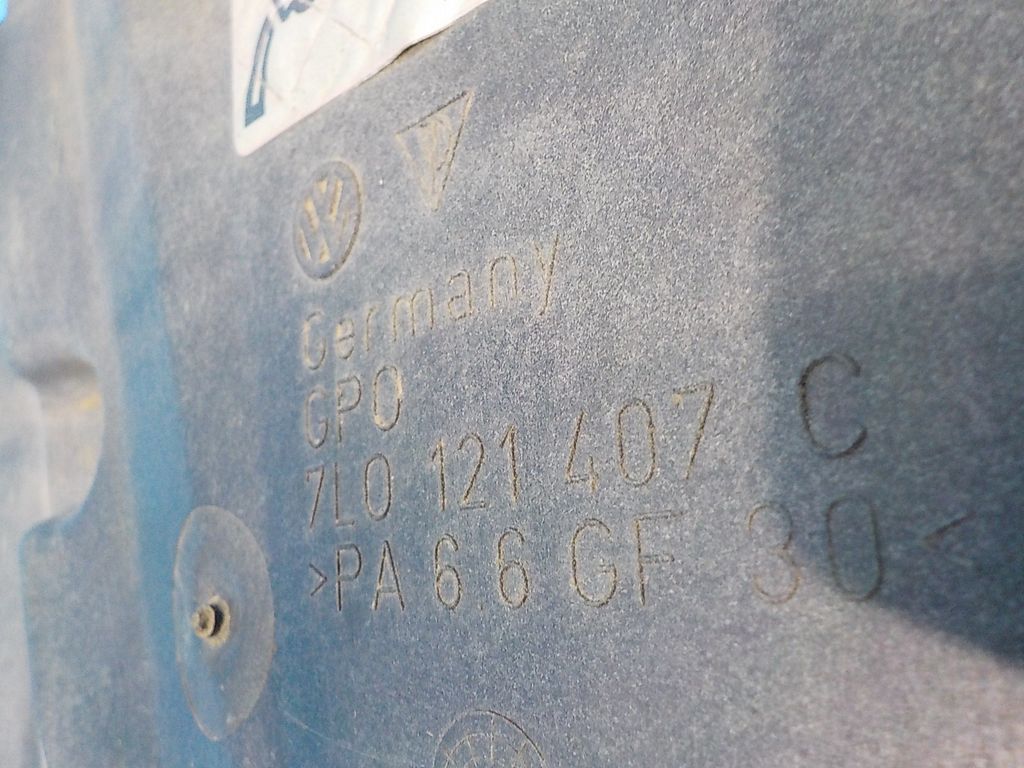 Germany
GPO
7L0 121 407 C
>PA 6.6 GF 30<